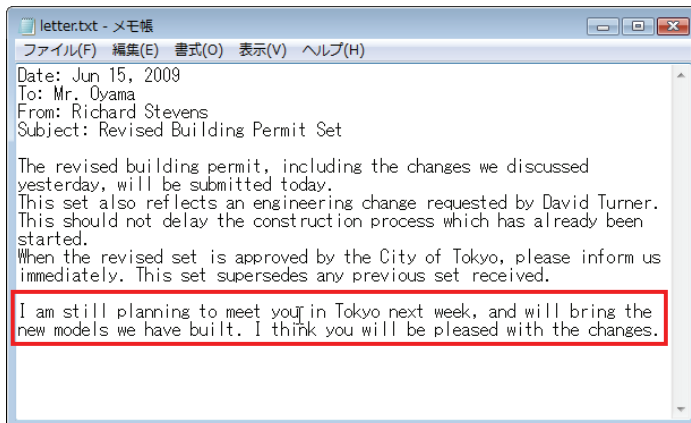 letter.txt - メモ帳
ファイル(F) 編集(E) 書式(O) 表示(V) ヘルプ(H)
Date: Jun 15, 2009
To: Mr. Oyama
From: Richard Stevens
Subject: Revised Building Permit Set
The revised building permit, including the changes we discussed
yesterday, will be submitted today.
This set also reflects an engineering change requested by David Turner.
This should not delay the construction process which has already been
started.
When the revised set is approved by the City of Tokyo, please inform us
immediately. This set supersedes any previous set received.
I am still planning to meet you in Tokyo next week, and will bring the
new models we have built. I think you will be pleased with the changes.